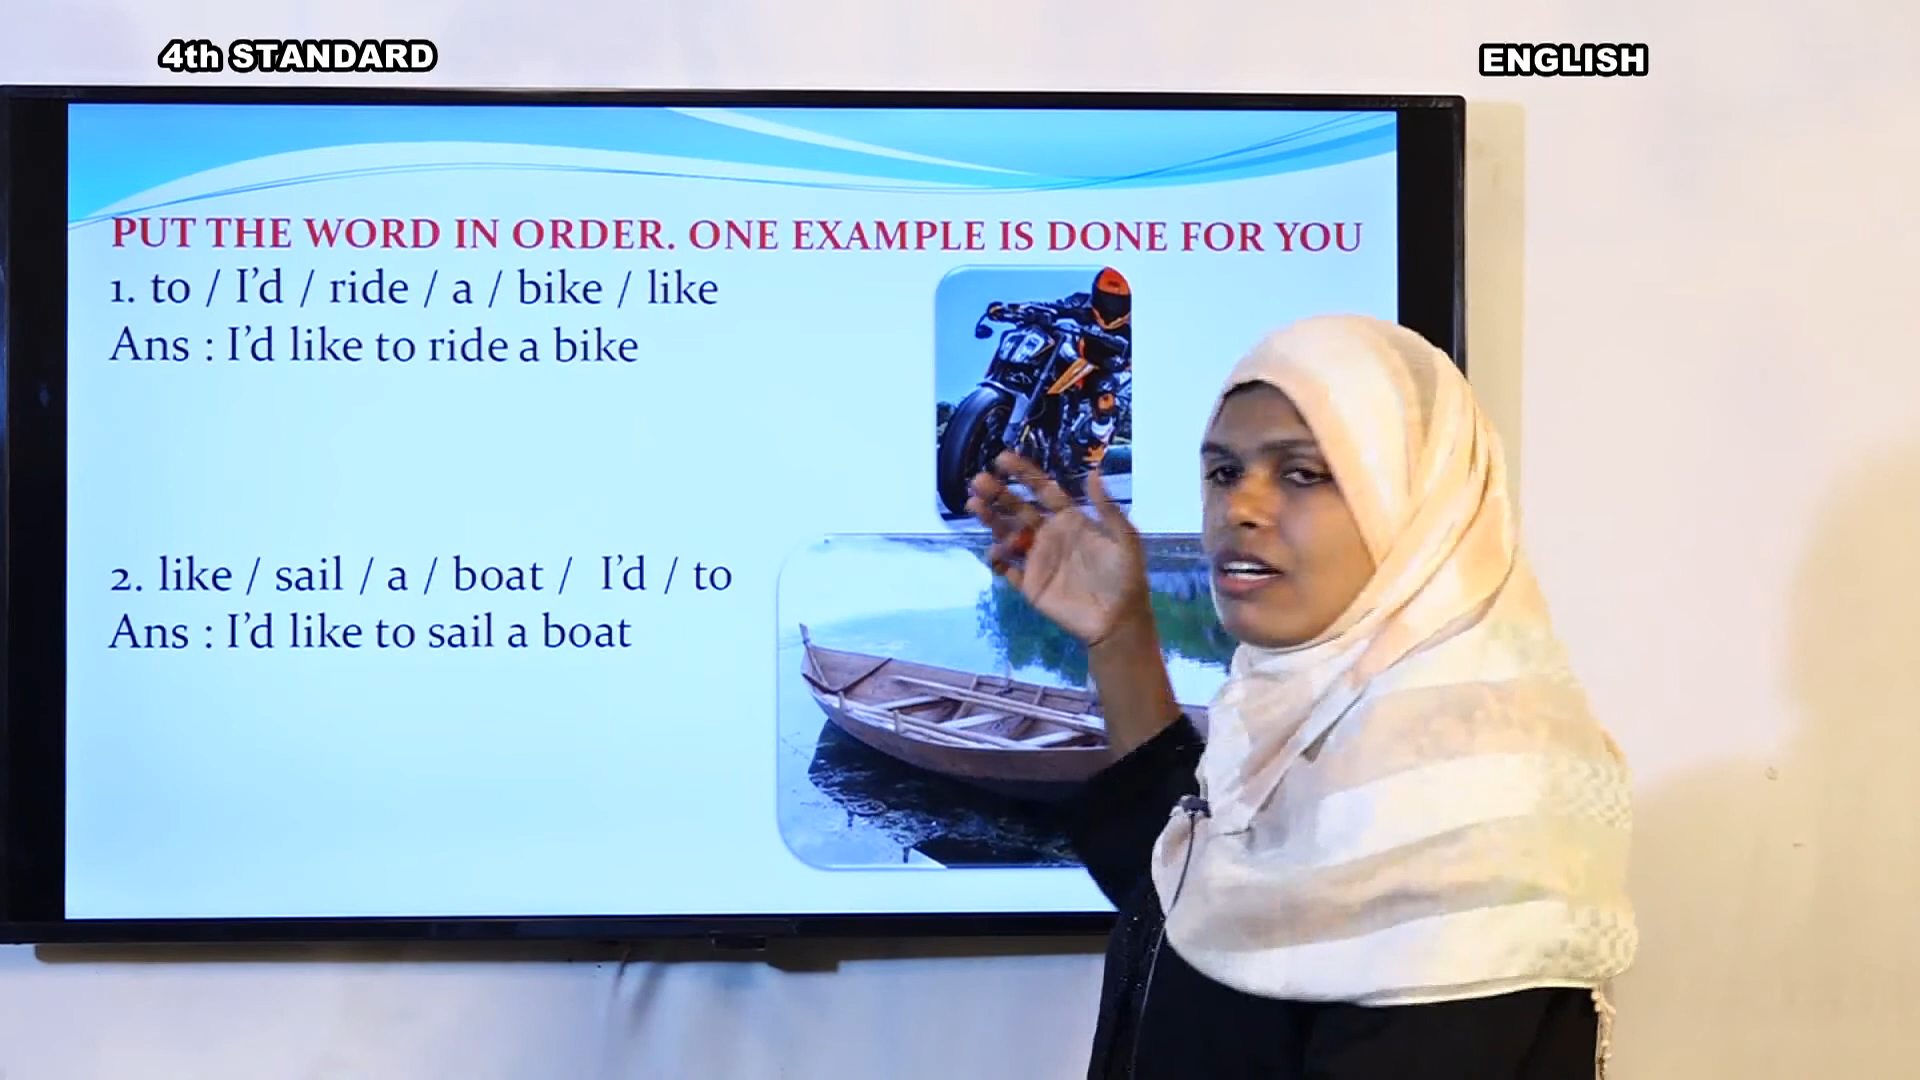 4th STANDARD
ENGLISH
PUT THE WORD IN ORDER. ONE EXAMPLE IS DONE FOR YOU
1. to / I’d / ride / a / bike / like
Ans : I’d like to ride a bike
2. like / sail / a / boat /  I’d / to
Ans : I’d like to sail a boat